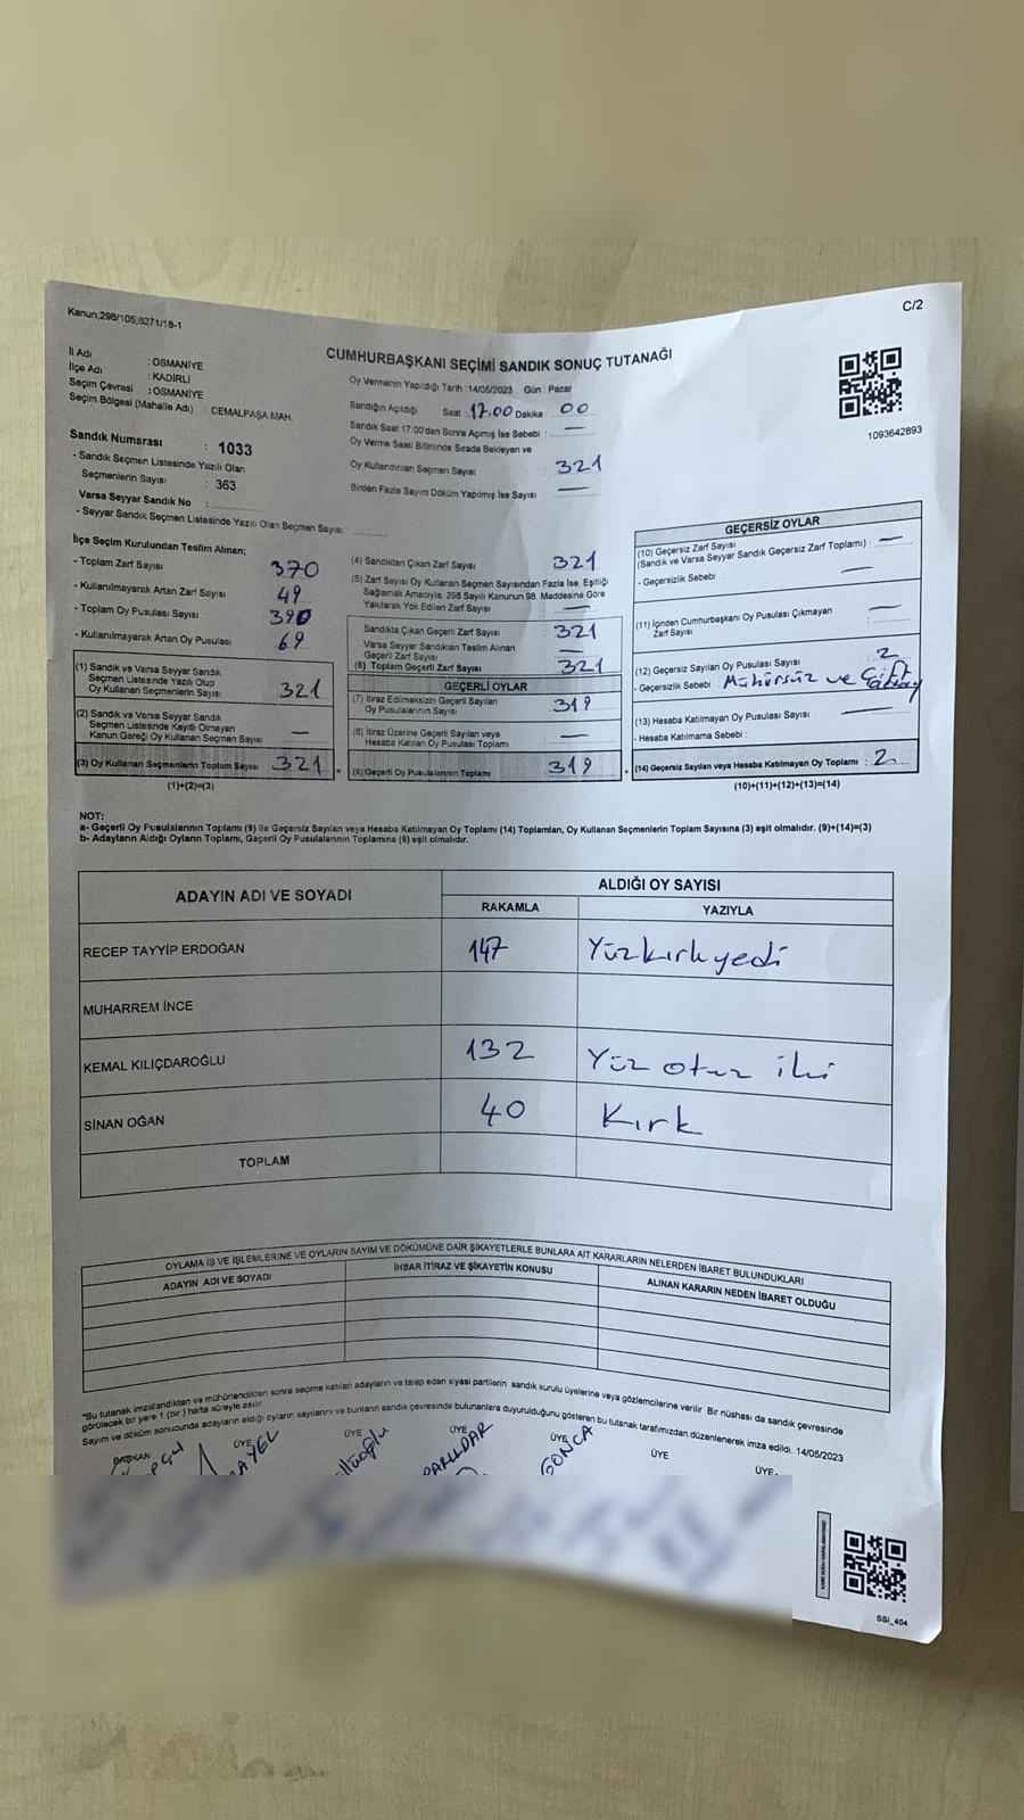 Kanun.298/105,6271/18-1
C/2
CUMHURBAŞKANI SEÇİMİ SANDIK SONUÇ TUTANAĞI
İl Adı : OSMANİYE
İlçe Adı : KADİRLİ
Seçim Çevresi : OSMANİYE
Seçim Bölgesi (Mahalle Adı) : CEMALPAŞA MAH.
Sandık Numarası : 1033
- Sandık Seçmen Listesinde Yazılı Olan
Seçmenlerin Sayısı : 363
Varsa Seyyar Sandık No
- Seyyar Sandık Seçmen Listesinde Yazılı Olan Seçmen Sayısı:
Oy Vermenin Yapıldığı Tarih :14/05/2023 Gün : Pazar
Sandığın Açıldığı Saat : 17.00 Dakika : 00
Sandık Saat 17:00'dan Sonra Açılmış İse Sebebi : —
Oy Verme Saati Bitiminde Sırada Bekleyen ve
Oy Kullandırılan Seçmen Sayısı 321
Birden Fazla Sayım Döküm Yapılmış İse Sayısı —
1093642893
İlçe Seçim Kurulundan Teslim Alınan;
- Toplam Zarf Sayısı 370
- Kullanılmayarak Artan Zarf Sayısı 49
- Toplam Oy Pusulası Sayısı 390
- Kullanılmayarak Artan Oy Pusulası 69
(1) Sandık ve Varsa Seyyar Sandık
Seçmen Listesinde Yazılı Olup
Oy Kullanan Seçmenlerin Sayısı 321
(2) Sandık ve Varsa Seyyar Sandık
Seçmen Listesinde Kayıtlı Olmayan
Kanun Gereği Oy Kullanan Seçmen Sayısı —
(3) Oy Kullanan Seçmenlerin Toplam Sayısı 321
(1)+(2)=(3)
(4) Sandıktan Çıkan Zarf Sayısı 321
(5) Zarf Sayısı Oy Kullanan Seçmen Sayısından Fazla İse, Eşitliği
Sağlamak Amacıyla, 298 Sayılı Kanunun 98. Maddesine Göre
Yakılarak Yok Edilen Zarf Sayısı —
Sandıkta Çıkan Geçerli Zarf Sayısı 321
Varsa Seyyar Sandıktan Teslim Alınan
Geçerli Zarf Sayısı —
(6) Toplam Geçerli Zarf Sayısı 321
GEÇERLİ OYLAR
(7) İtiraz Edilmeksizin Geçerli Sayılan
Oy Pusulalarının Sayısı 319
(8) İtiraz Üzerine Geçerli Sayılan veya
Hesaba Katılan Oy Pusulası Toplamı —
(9) Geçerli Oy Pusulalarının Toplamı 319
GEÇERSİZ OYLAR
(10) Geçersiz Zarf Sayısı
(Sandık ve Varsa Seyyar Sandık Geçersiz Zarf Toplamı) : —
- Geçersizlik Sebebi —
(11) İçinden Cumhurbaşkanı Oy Pusulası Çıkmayan
Zarf Sayısı —
(12) Geçersiz Sayılan Oy Pusulası Sayısı 2
- Geçersizlik Sebebi Mühürsüz ve Çift
(13) Hesaba Katılmayan Oy Pusulası Sayısı : —
- Hesaba Katılmama Sebebi :
(14) Geçersiz Sayılan veya Hesaba Katılmayan Oy Toplamı : 2
(10)+(11)+(12)+(13)=(14)
NOT:
a- Geçerli Oy Pusulalarının Toplamı (9) ile Geçersiz Sayılan veya Hesaba Katılmayan Oy Toplamı (14) Toplamları, Oy Kullanan Seçmenlerin Toplam Sayısına (3) eşit olmalıdır. (9)+(14)=(3)
b- Adayların Aldığı Oyların Toplamı, Geçerli Oy Pusulalarının Toplamına (9) eşit olmalıdır.
ADAYIN ADI VE SOYADI
ALDIĞI OY SAYISI
RAKAMLA YAZIYLA
RECEP TAYYİP ERDOĞAN 147 Yüzkırkyedi
MUHARREM İNCE
KEMAL KILIÇDAROĞLU 132 Yüz otuz iki
SİNAN OĞAN 40 Kırk
TOPLAM
OYLAMA İŞ VE İŞLEMLERİNE VE OYLARIN SAYIM VE DÖKÜMÜNE DAİR ŞİKAYETLERLE BUNLARA AİT KARARLARIN NELERDEN İBARET BULUNDUKLARI
ADAYIN ADI VE SOYADI İHBAR İTİRAZ VE ŞİKAYETİN KONUSU ALINAN KARARIN NEDEN İBARET OLDUĞU
"Bu tutanak imzalandıktan ve mühürlendikten sonra seçime katılan adayların ve talep eden siyasi partilerin sandık kurulu üyelerine veya gözlemcilerine verilir. Bir nüshası da sandık çevresinde
görülecek bir yere 1 (bir) hafta süreyle asılır.
Sayım ve döküm sonucunda adayların aldığı oyların sayılarını ve bunların sandık çevresinde bulunanlara duyurulduğunu gösteren bu tutanak tarafımızdan düzenlenerek imza edildi. 14/05/2023
BAŞKAN ÜYE ÜYE ÜYE ÜYE ÜYE ÜYE
GONCA
SSİ_404